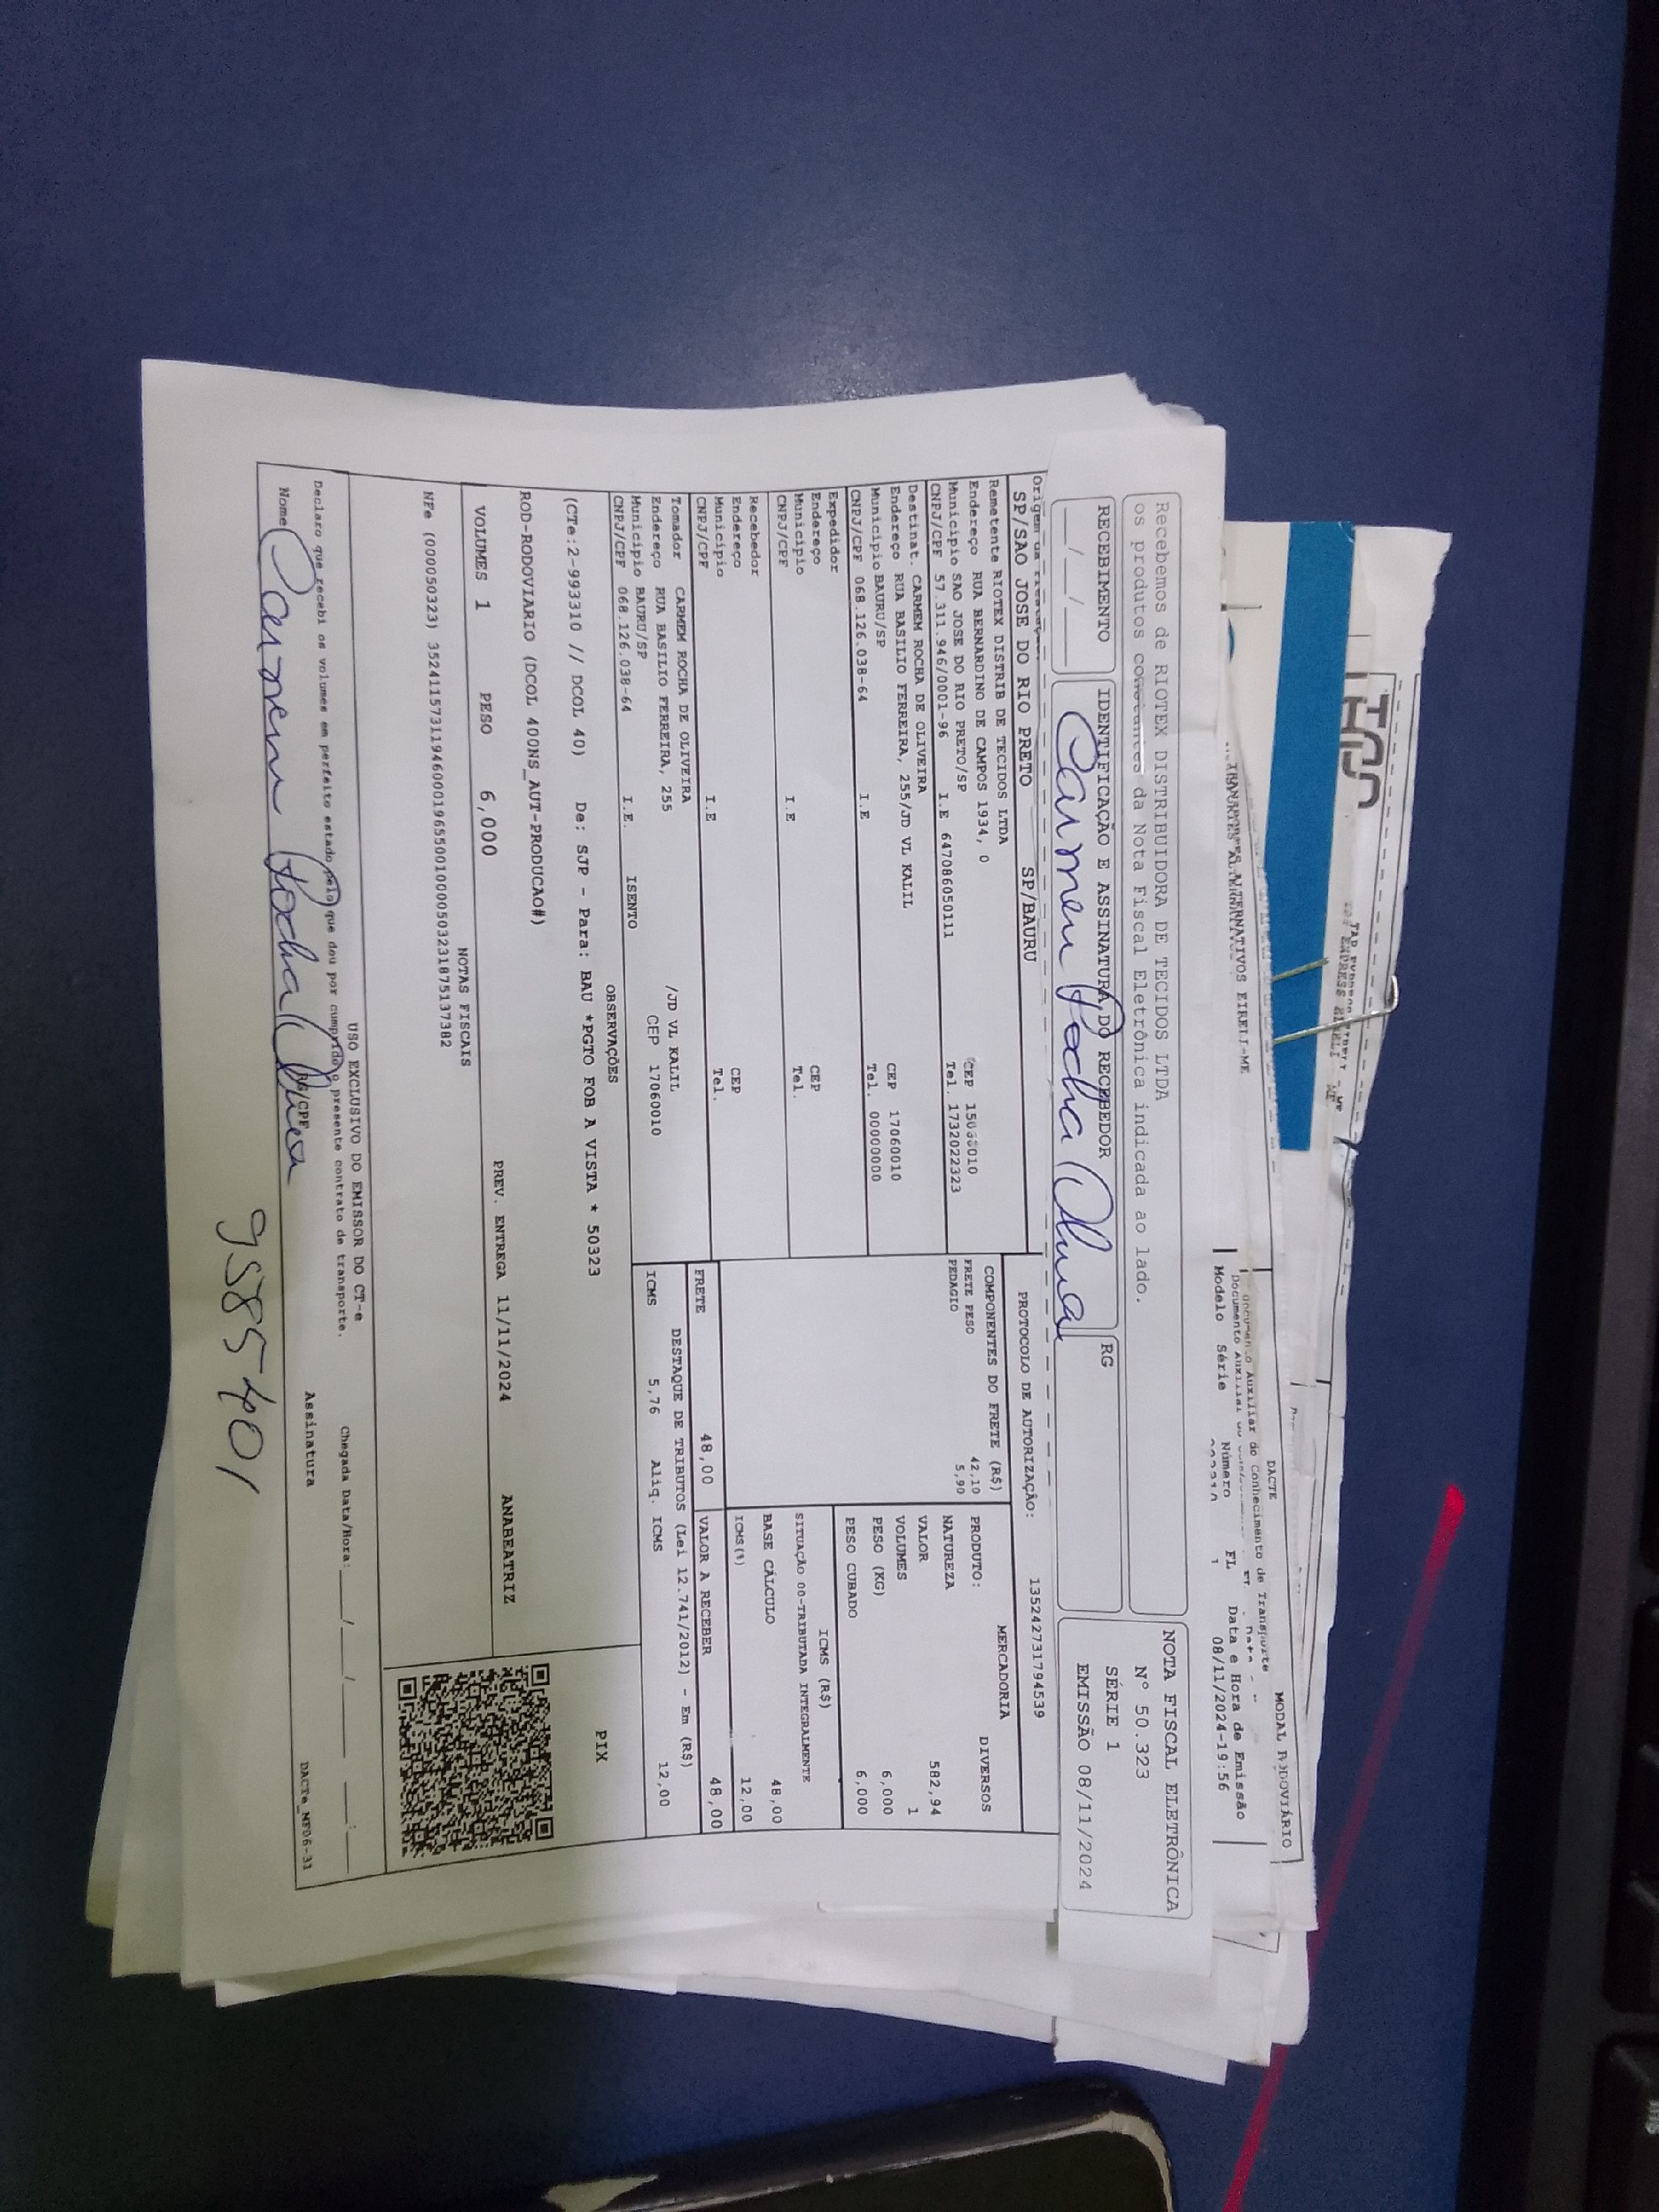 MODAL RODOVIÁRIO
DACTE
Documento Auxiliar do Conhecimento de Transporte
TRANSPORTES ALTERNATIVOS EIRELI-ME
Modelo Série Número FL Data e Hora de Emissão
1 08/11/2024-19:56
Recebemos de RIOTEX DISTRIBUIDORA DE TECIDOS LTDA
os produtos constantes da Nota Fiscal Eletrônica indicada ao lado.
NOTA FISCAL ELETRÔNICA
Nº 50.323
SÉRIE 1
EMISSÃO 08/11/2024
RECEBIMENTO
__/__/____
IDENTIFICAÇÃO E ASSINATURA DO RECEBEDOR
RG
Carmem Rocha Oliveira
SP/SAO JOSE DO RIO PRETO SP/BAURU
PROTOCOLO DE AUTORIZAÇÃO: 135242731794539
Remetente RIOTEX DISTRIB DE TECIDOS LTDA
Endereço RUA BERNARDINO DE CAMPOS 1934, 0
Município SAO JOSE DO RIO PRETO/SP
CNPJ/CPF 57.311.946/0001-96 I.E 647086050111 Tel. 1732022323
Destinat. CARMEM ROCHA DE OLIVEIRA
Endereço RUA BASILIO FERREIRA, 255/JD VL KALIL CEP 17060010
Município BAURU/SP Tel. 00000000
CNPJ/CPF 068.126.038-64 I.E
Expedidor
Endereço CEP
Município Tel.
CNPJ/CPF I.E
Recebedor
Endereço CEP
Município Tel.
CNPJ/CPF I.E
Tomador CARMEM ROCHA DE OLIVEIRA
Endereço RUA BASILIO FERREIRA, 255 /JD VL KALIL
Município BAURU/SP CEP 17060010
CNPJ/CPF 068.126.038-64 I.E. ISENTO
COMPONENTES DO FRETE (R$)
FRETE PESO 42,10
PEDAGIO 5,90
MERCADORIA
PRODUTO: DIVERSOS
NATUREZA
VALOR 582,94
VOLUMES 1
PESO (KG) 6,000
PESO CUBADO 6,000
ICMS (R$)
SITUAÇÃO 00-TRIBUTADA INTEGRALMENTE
BASE CÁLCULO 48,00
ICMS(%) 12,00
FRETE 48,00 VALOR A RECEBER 48,00
DESTAQUE DE TRIBUTOS (Lei 12.741/2012) - Em (R$)
ICMS 5,76 Aliq. ICMS 12,00
OBSERVAÇÕES
(CTe:2-993310 // DCOL 40) De: SJP - Para: BAU *PGTO FOB A VISTA * 50323
ROD-RODOVIARIO (DCOL 400NS_AUT-PRODUCAO#)
PIX
VOLUMES 1 PESO 6,000 PREV. ENTREGA 11/11/2024 ANABEATRIZ
NOTAS FISCAIS
NFe (000050323) 35241157311946000196550010000503231875137382
USO EXCLUSIVO DO EMISSOR DO CT-e
Declaro que recebi os volumes em perfeito estado pelo que dou por cumprido o presente contrato de transporte.
Chegada Data/Hora: __/__/____ __:__
Nome Carmem Rocha Oliveira RG/CPF Assinatura
DACTe_MF06-31
9585401